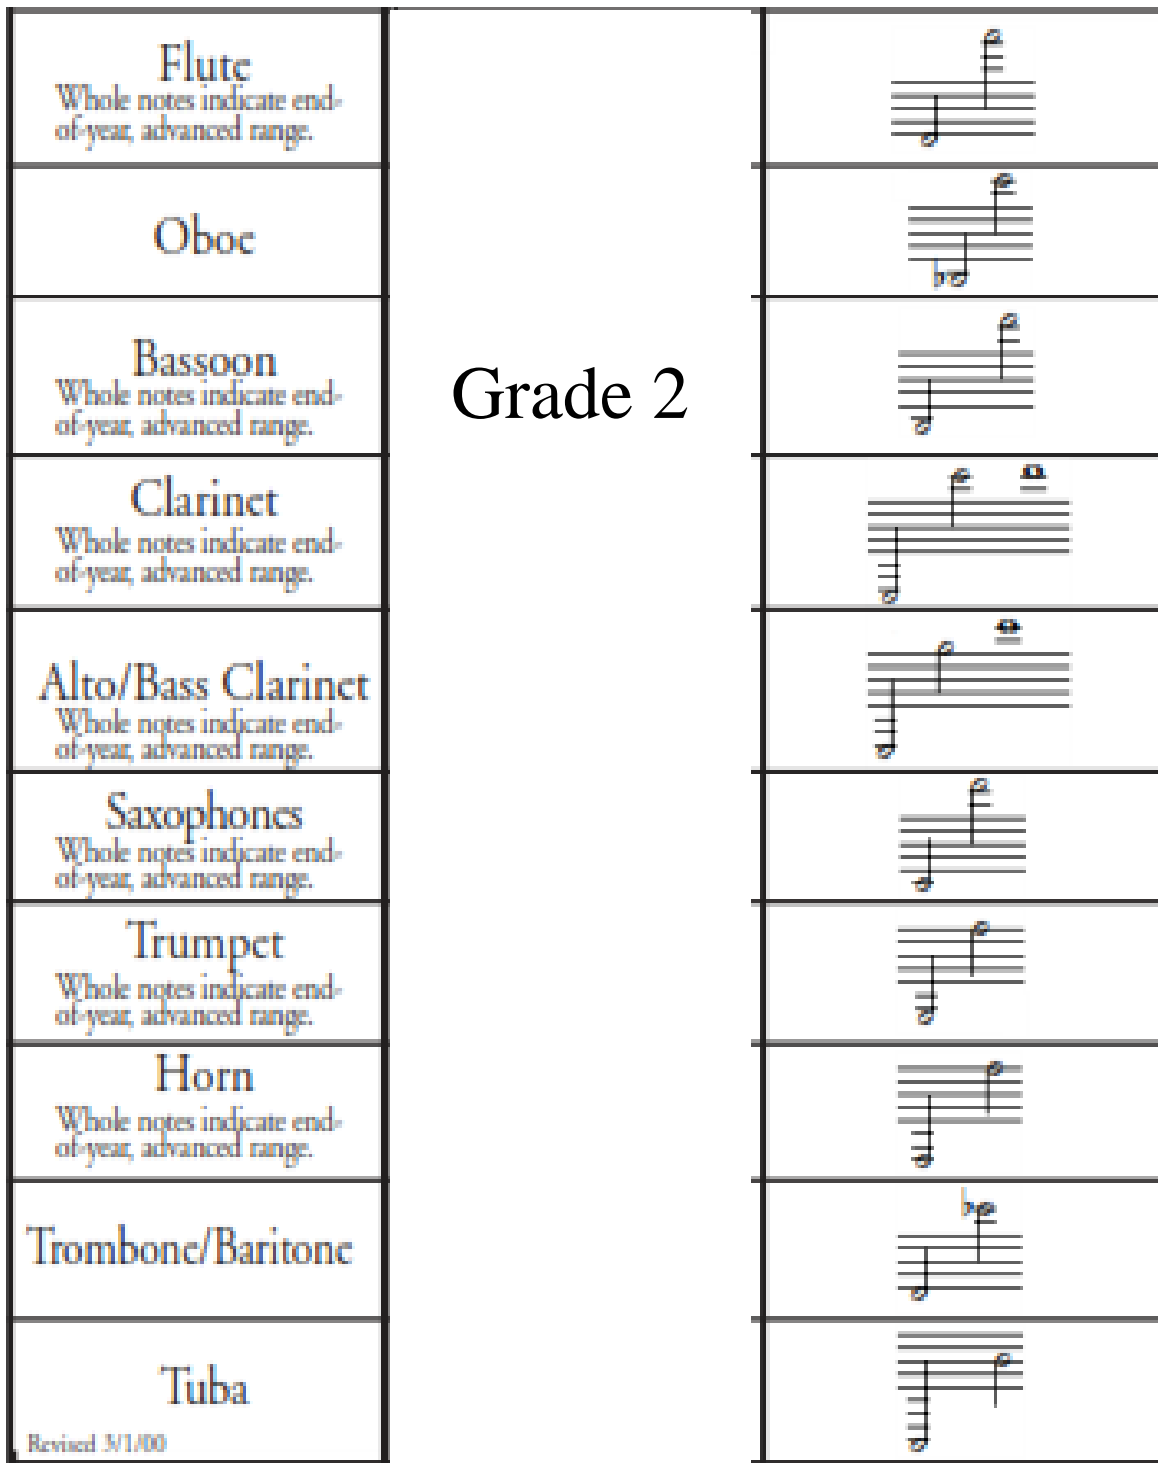 Flute
Whole notes indicate end-
of-year, advanced range.
Oboe
Bassoon
Whole notes indicate end-
of-year, advanced range.
Grade 2
Clarinet
Whole notes indicate end-
of-year, advanced range.
Alto/Bass Clarinet
Whole notes indicate end-
of-year, advanced range.
Saxophones
Whole notes indicate end-
of-year, advanced range.
Trumpet
Whole notes indicate end-
of-year, advanced range.
Horn
Whole notes indicate end-
of-year, advanced range.
Trombone/Baritone
Tuba
Revised 3/1/00